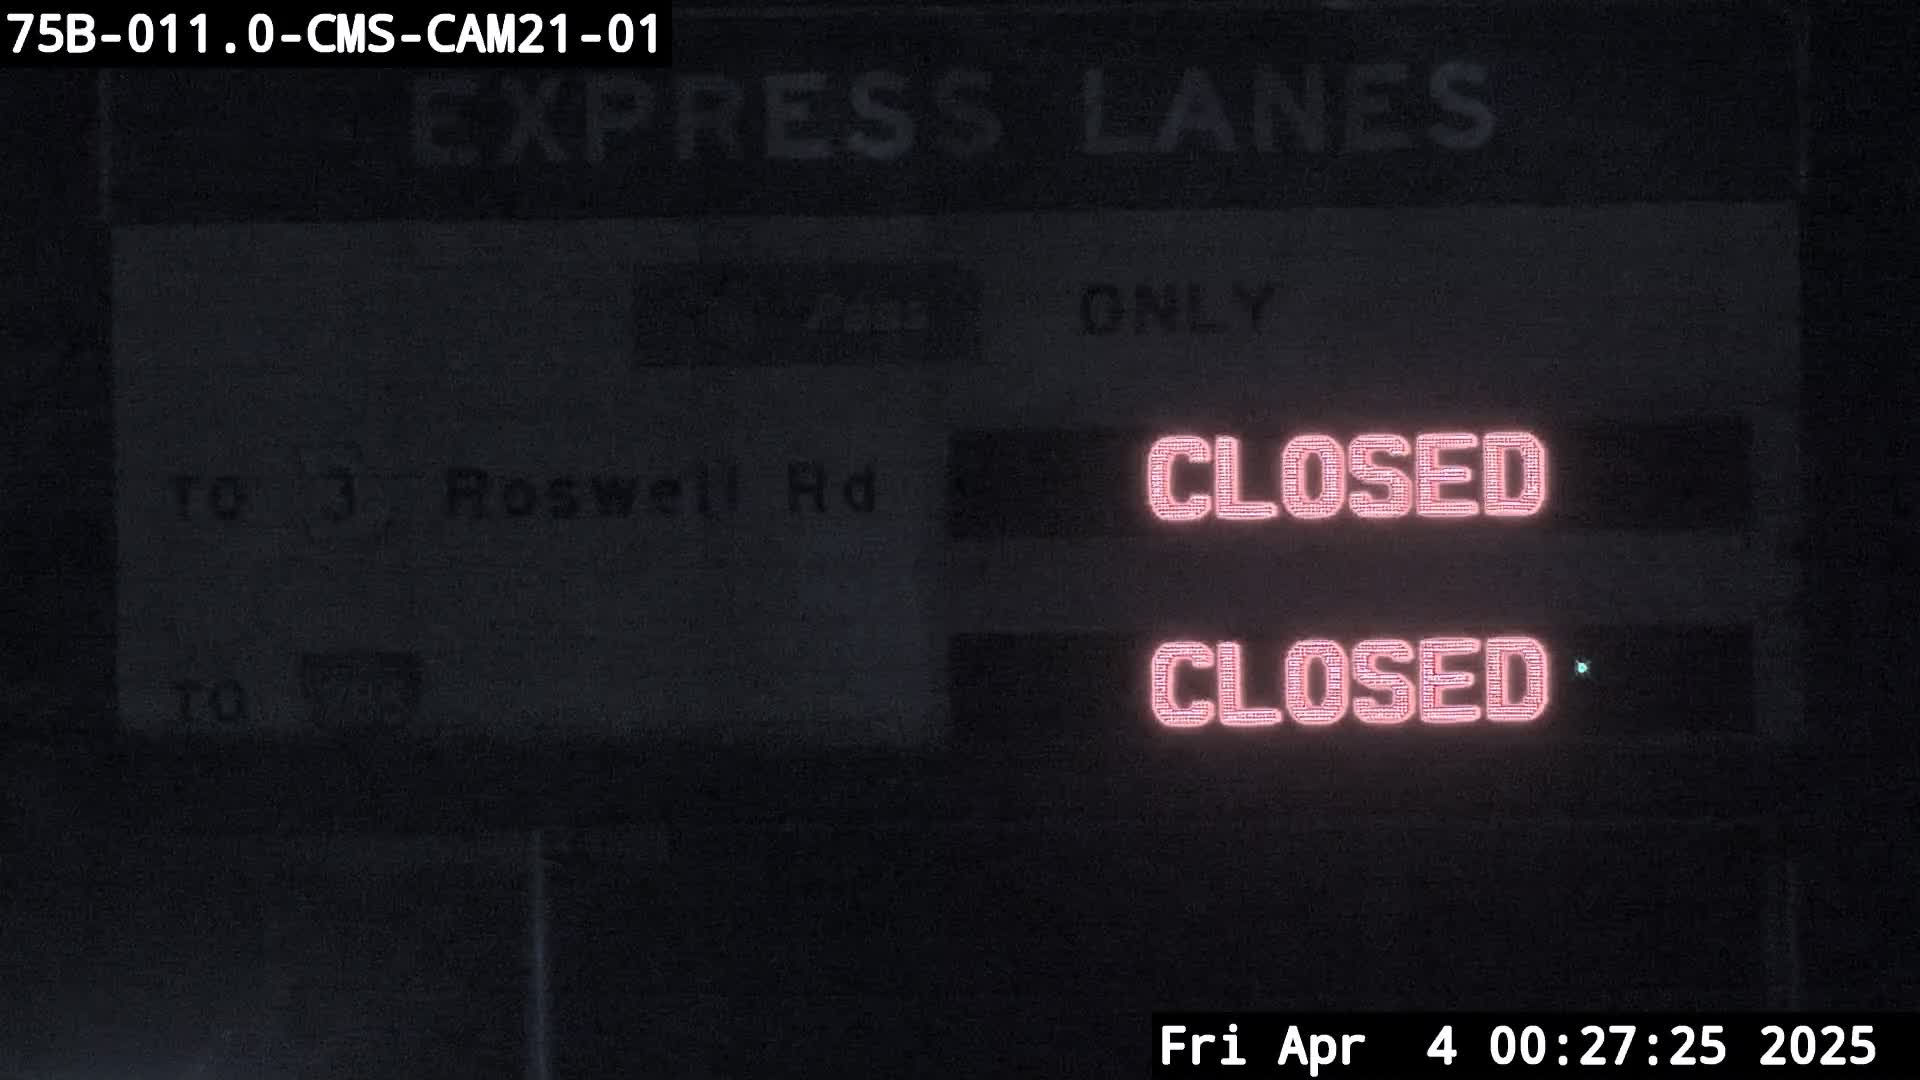 75B-011.0-CMS-CAM21-01
EXPRESS LANES
Pass ONLY
TO 3 Roswell Rd CLOSED
TO CLOSED
Fri Apr 4 00:27:25 2025